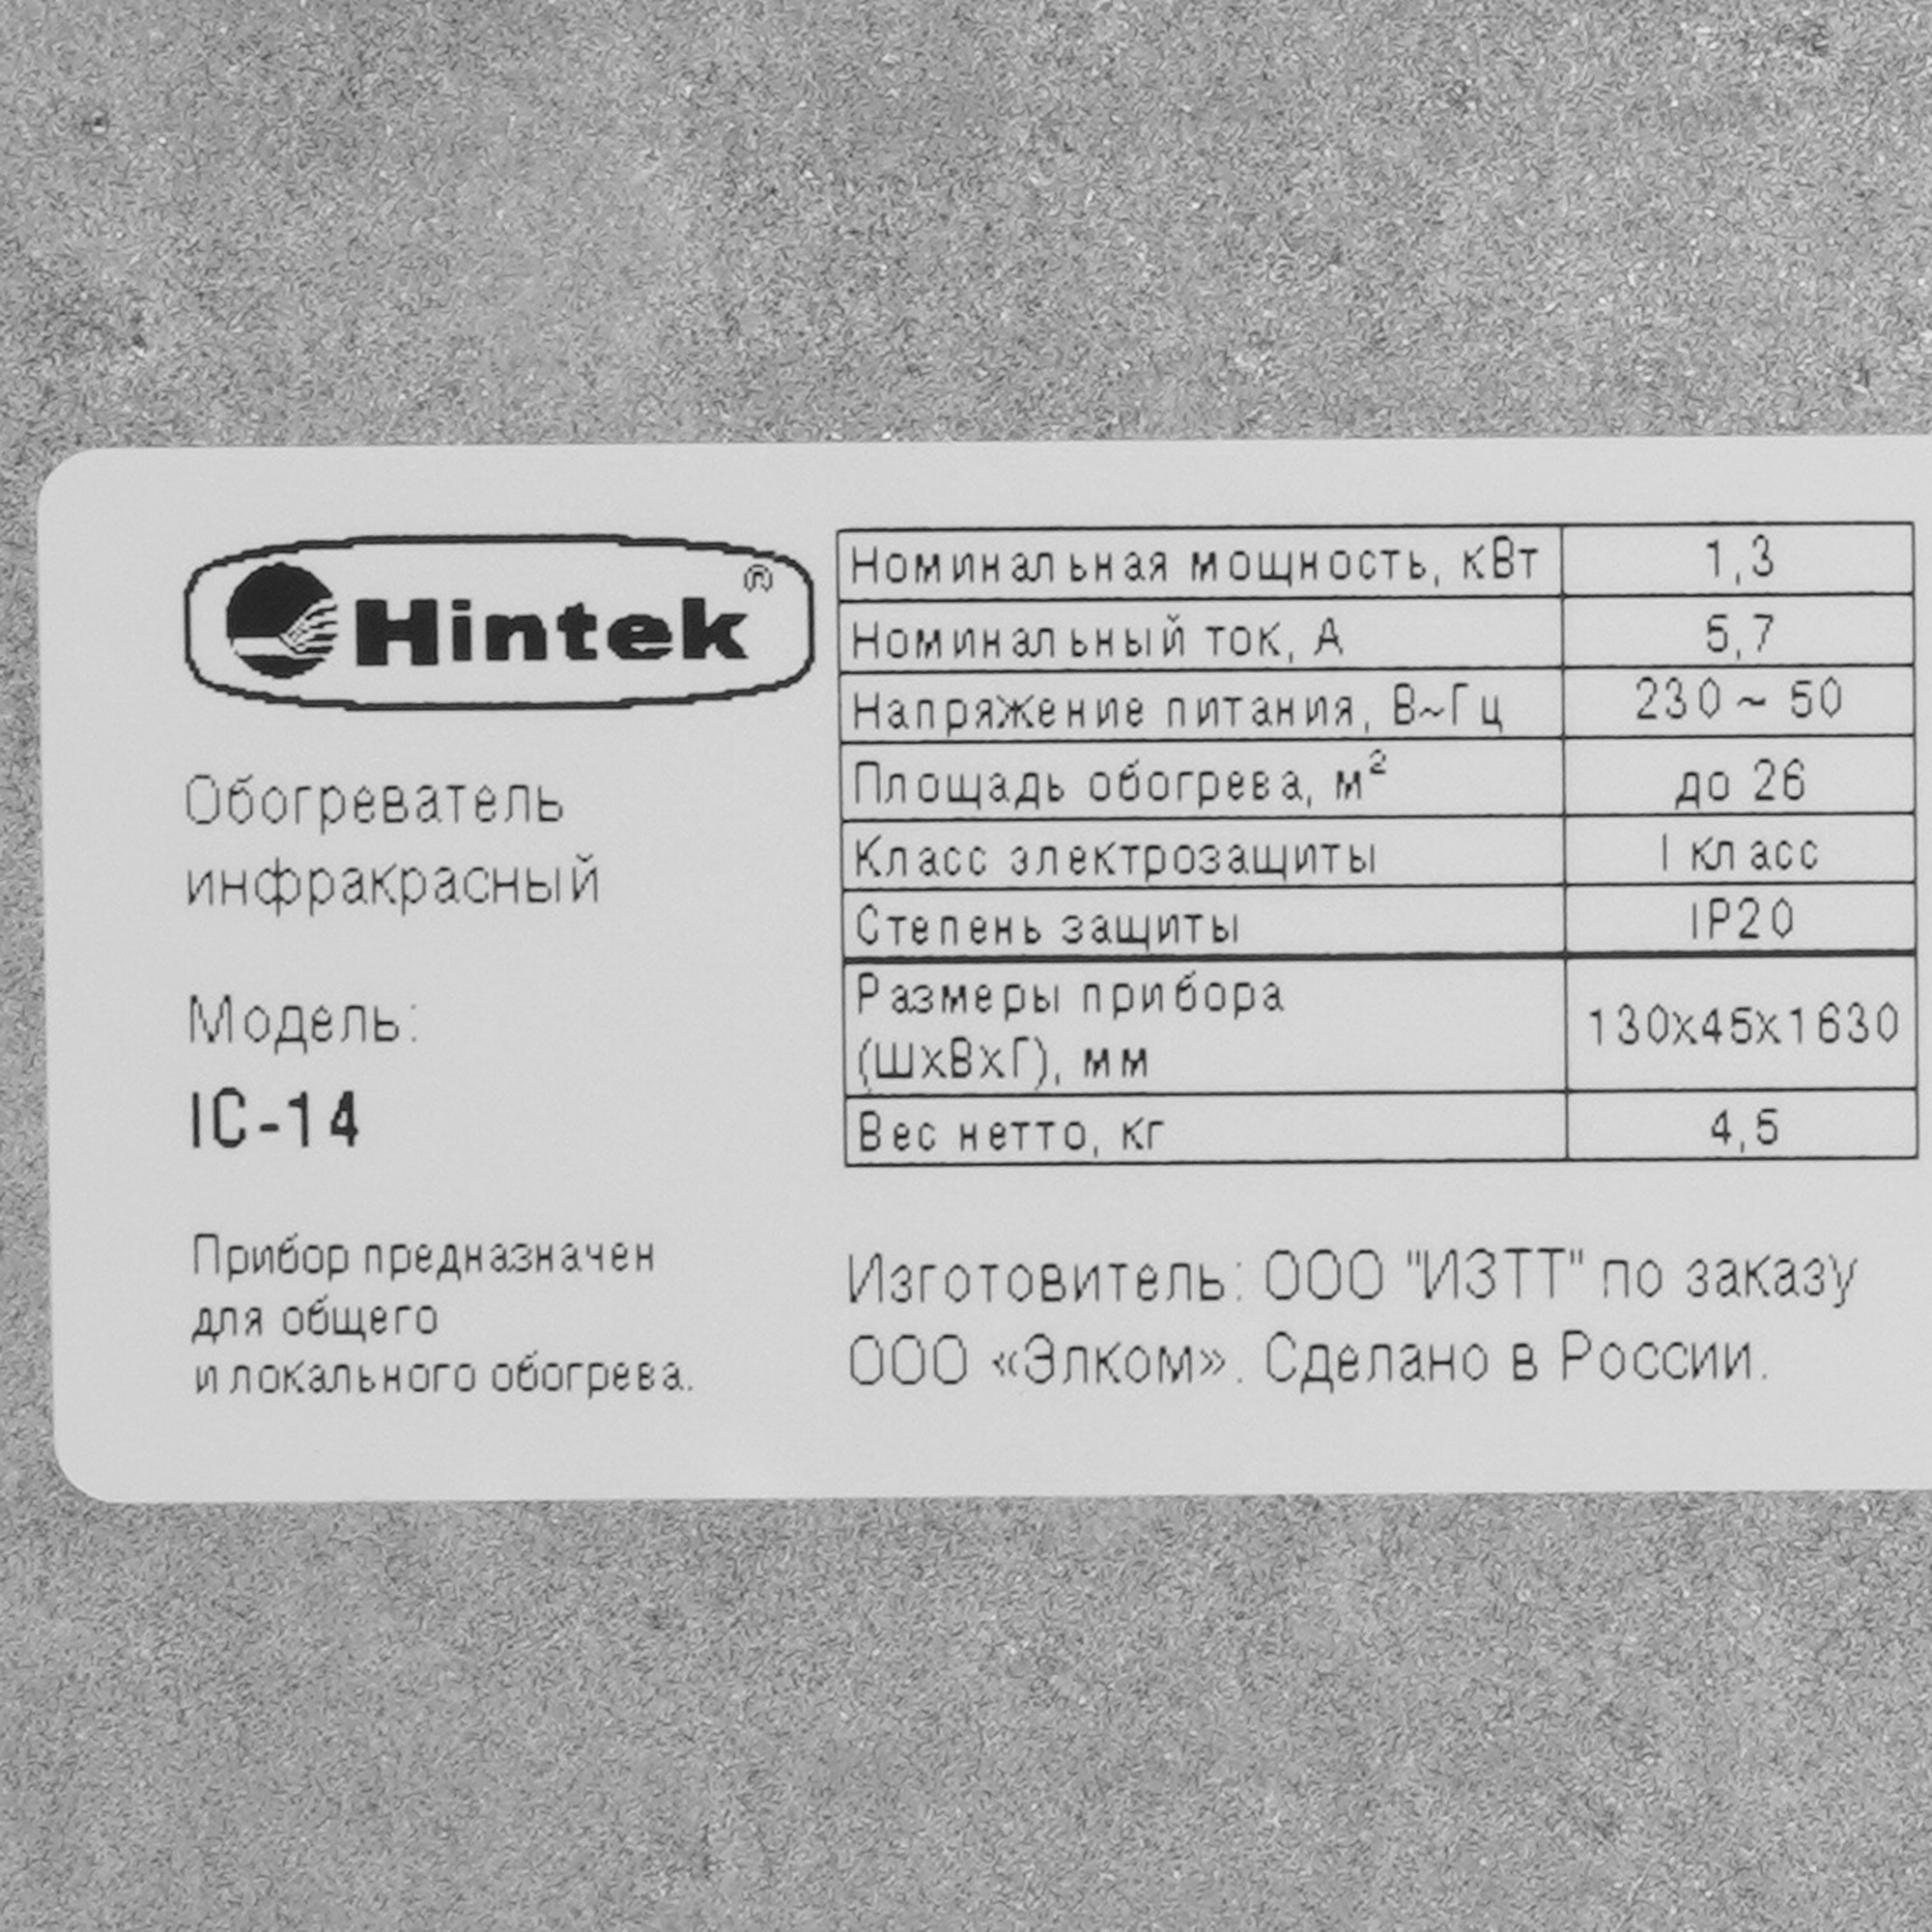 Hintek®
Обогреватель
инфракрасный
Модель:
IC-14
Прибор предназначен
для общего
и локального обогрева.
Номинальная мощность, кВт 1,3
Номинальный ток, А 5,7
Напряжение питания, В~Гц 230 ~ 50
Площадь обогрева, м² до 26
Класс электрозащиты I класс
Степень защиты IP20
Размеры прибора
(ШхВхГ), мм 130х45х1630
Вес нетто, кг 4,5
Изготовитель: ООО "ИЗТТ" по заказу
ООО «Элком». Сделано в России.